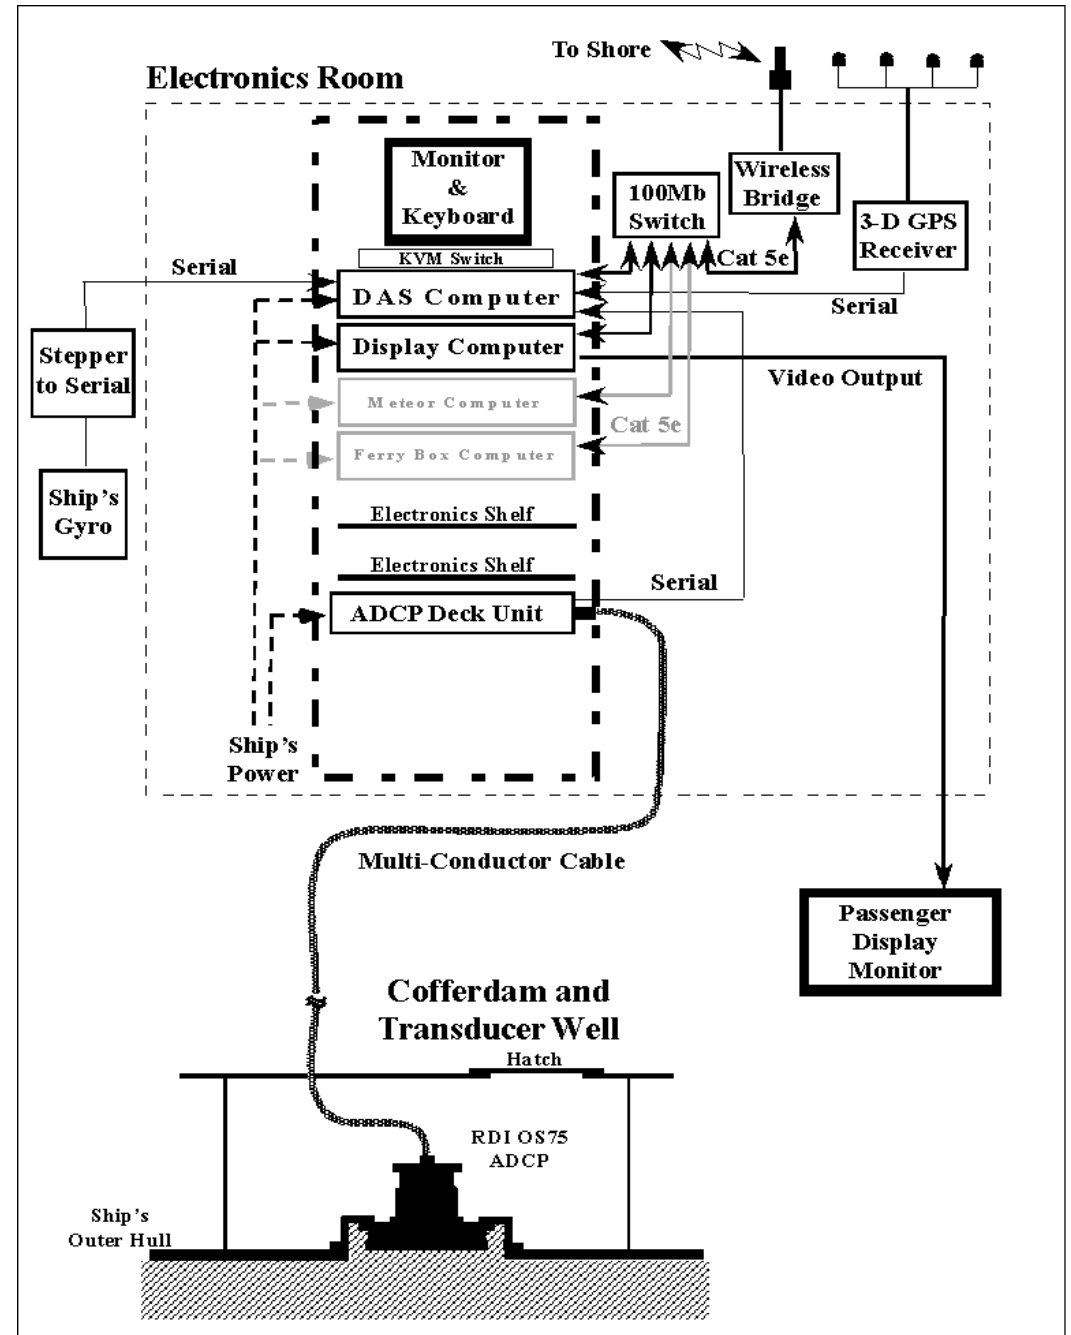 To Shore
Electronics Room
Monitor
&
Keyboard
100Mb
Switch
Wireless
Bridge
3-D GPS
Receiver
KVM Switch
Cat 5e
Serial
DAS Computer
Serial
Stepper
to Serial
Display Computer
Video Output
Meteor Computer
Cat 5e
Ferry Box Computer
Ship's
Gyro
Electronics Shelf
Electronics Shelf
Serial
ADCP Deck Unit
Ship's
Power
Multi-Conductor Cable
Passenger
Display
Monitor
Cofferdam and
Transducer Well
Hatch
RDI OS75
ADCP
Ship's
Outer Hull